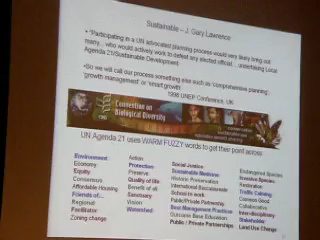 Sustainable – J. Gary Lawrence
• "Participating in a UN advocated planning process would very likely bring out
many... who would actively work to defeat any elected official... undertaking Local
Agenda 21/Sustainable Development.
•So we will call our process something else such as 'comprehensive planning',
'growth management' or 'smart growth'
1998 UNEP Conference, UK
Convention on
Biological Diversity
UN Agenda 21 uses WARM FUZZY words to get their point across:
Environment
Economy
Equity
Consensus
Affordable Housing
Friends of...
Regional
Facilitator
Zoning change
Action
Protection
Preserve
Quality of life
Benefit of all
Sanctuary
Vision
Watershed
Social Justice
Sustainable Medicine
Historic Preservation
International Baccalaureate
School to work
Public/Private Partnership
Best Management Practices
Outcome Base Education
Public / Private Partnerships
Endangered Species
Invasive Species
Restoration
Traffic Calming
Common Good
Collaborative
Inter-disciplinary
Stakeholder
Land Use Change